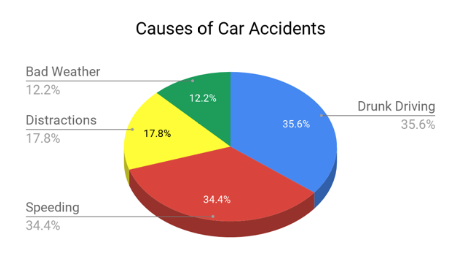 Causes of Car Accidents
Bad Weather
12.2%
12.2%
Drunk Driving
35.6%
35.6%
Distractions
17.8%
17.8%
Speeding
34.4%
34.4%